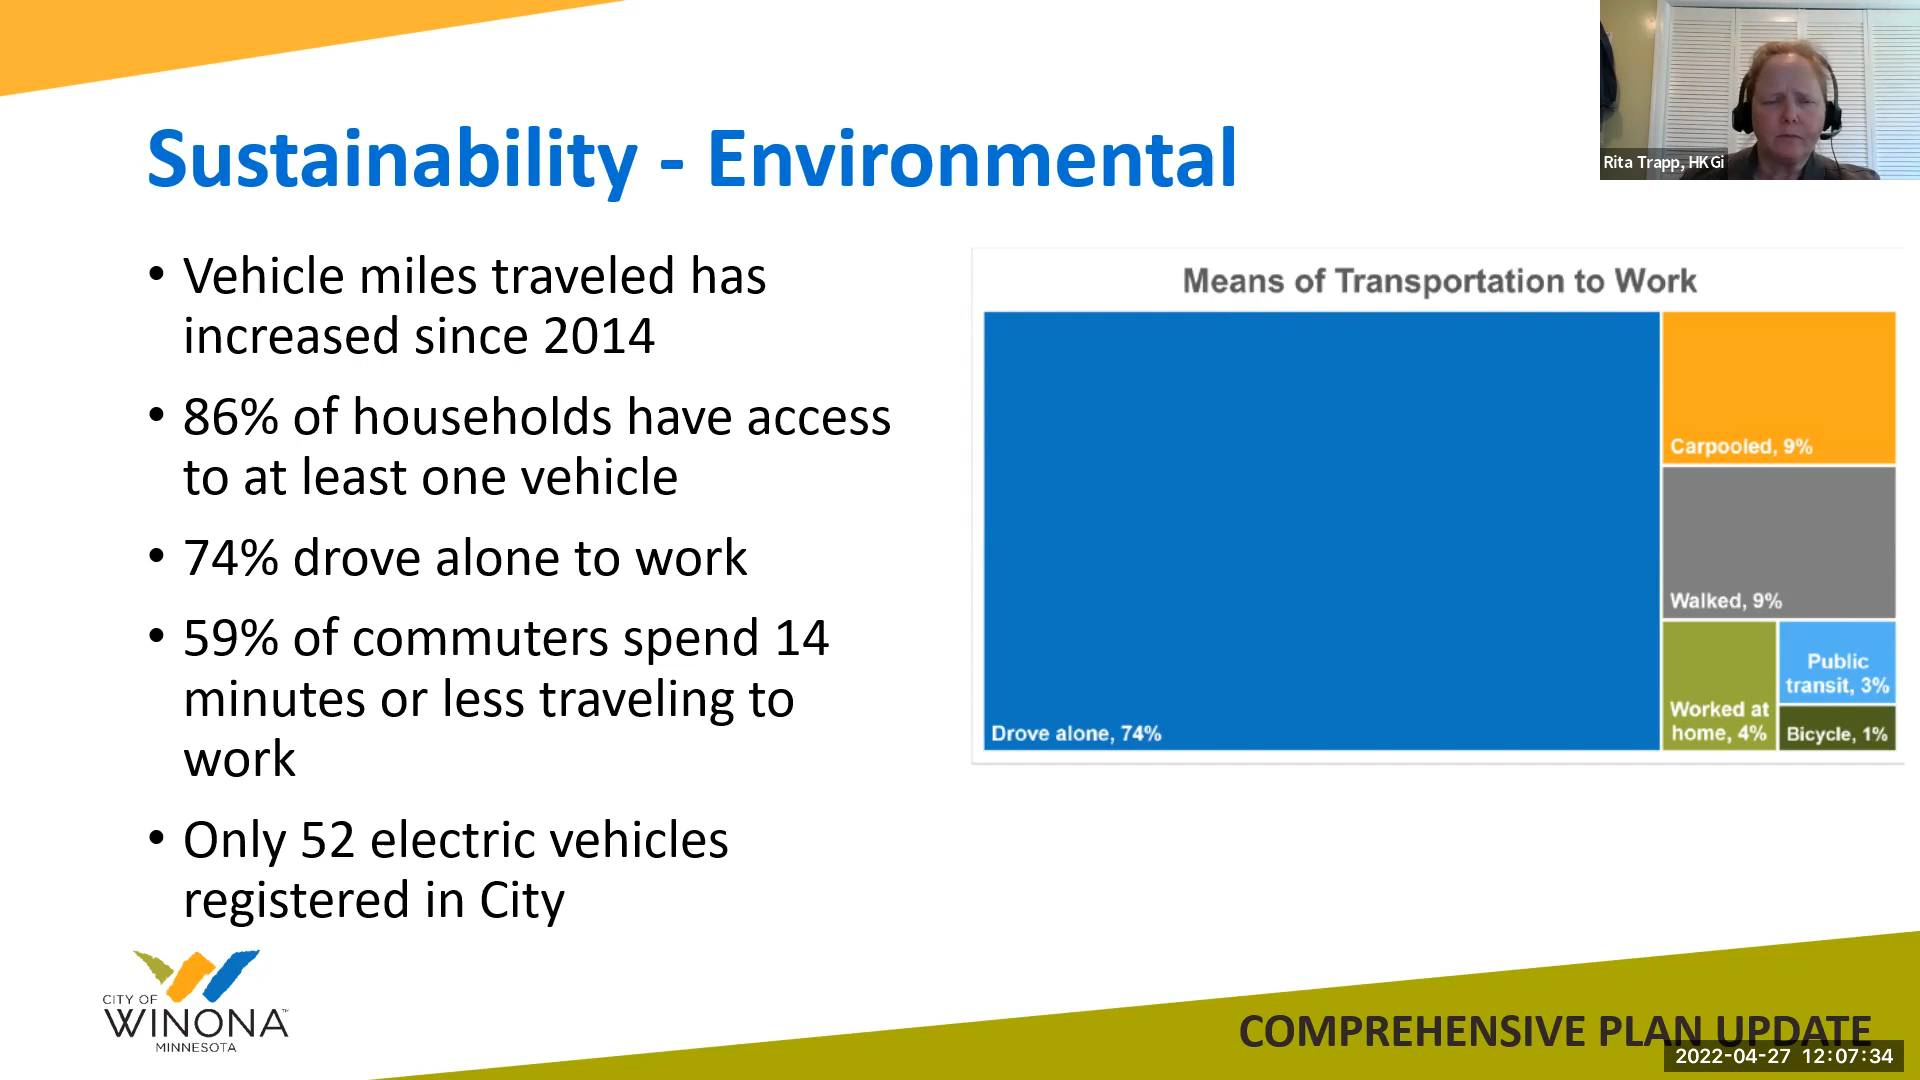 Sustainability - Environmental
Rita Trapp, HKGi
• Vehicle miles traveled has
increased since 2014
• 86% of households have access
to at least one vehicle
• 74% drove alone to work
• 59% of commuters spend 14
minutes or less traveling to
work
• Only 52 electric vehicles
registered in City
Means of Transportation to Work
Drove alone, 74%
Carpooled, 9%
Walked, 9%
Worked at
home, 4%
Public
transit, 3%
Bicycle, 1%
CITY OF
WINONA™
MINNESOTA
COMPREHENSIVE PLAN UPDATE
2022-04-27 12:07:34